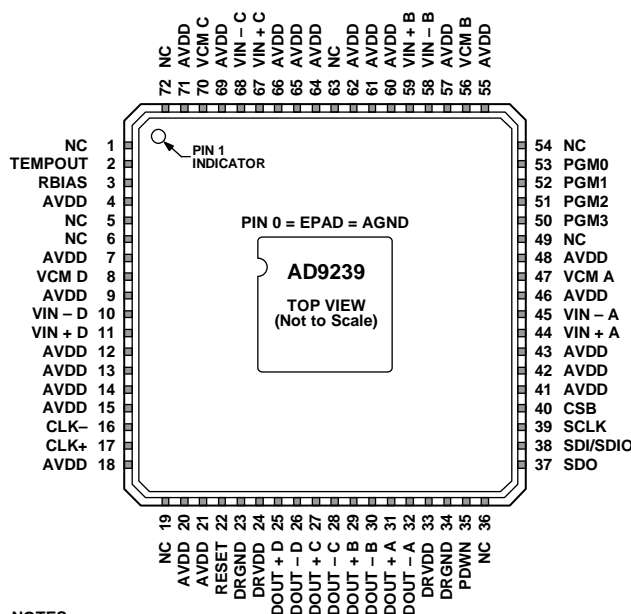 72 NC
71 AVDD
70 VCM C
69 AVDD
68 VIN – C
67 VIN + C
66 AVDD
65 AVDD
64 AVDD
63 NC
62 AVDD
61 AVDD
60 AVDD
59 VIN + B
58 VIN – B
57 AVDD
56 VCM B
55 AVDD
NC 1
TEMPOUT 2
RBIAS 3
AVDD 4
NC 5
NC 6
AVDD 7
VCM D 8
AVDD 9
VIN – D 10
VIN + D 11
AVDD 12
AVDD 13
AVDD 14
AVDD 15
CLK– 16
CLK+ 17
AVDD 18
PIN 1
INDICATOR
PIN 0 = EPAD = AGND
AD9239
TOP VIEW
(Not to Scale)
54 NC
53 PGM0
52 PGM1
51 PGM2
50 PGM3
49 NC
48 AVDD
47 VCM A
46 AVDD
45 VIN – A
44 VIN + A
43 AVDD
42 AVDD
41 AVDD
40 CSB
39 SCLK
38 SDI/SDIO
37 SDO
NC 19
AVDD 20
AVDD 21
RESET 22
DRGND 23
DRVDD 24
DOUT + D 25
DOUT – D 26
DOUT + C 27
DOUT – C 28
DOUT + B 29
DOUT – B 30
DOUT + A 31
DOUT – A 32
DRVDD 33
DRGND 34
PDWN 35
NC 36
NOTES